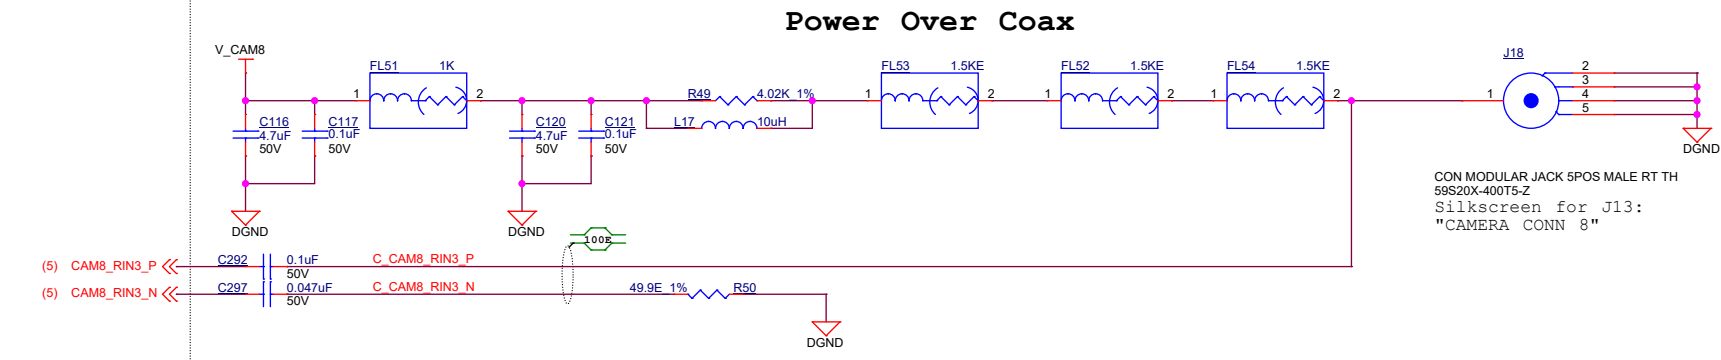 Power Over Coax
V_CAM8
J18
FL51 1K
FL53 1.5KE
FL52 1.5KE
FL54 1.5KE
2
3
1 2
R49 4.02K_1%
1 2
1 2
1 2
1
4
5
C116
4.7uF
50V
C117
0.1uF
50V
C120
4.7uF
50V
C121
0.1uF
50V
L17 10uH
DGND
CON MODULAR JACK 5POS MALE RT TH
59S20X-400T5-Z
Silkscreen for J13:
"CAMERA CONN 8"
DGND
DGND
100E
(5) CAM8_RIN3_P
C292 0.1uF
50V
C_CAM8_RIN3_P
(5) CAM8_RIN3_N
C297 0.047uF
50V
C_CAM8_RIN3_N
49.9E_1% R50
DGND